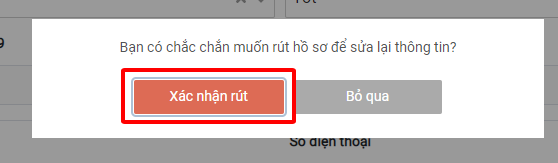 9
Bạn có chắc chắn muốn rút hồ sơ để sửa lại thông tin?
Xác nhận rút
Bỏ qua
Số điện thoại